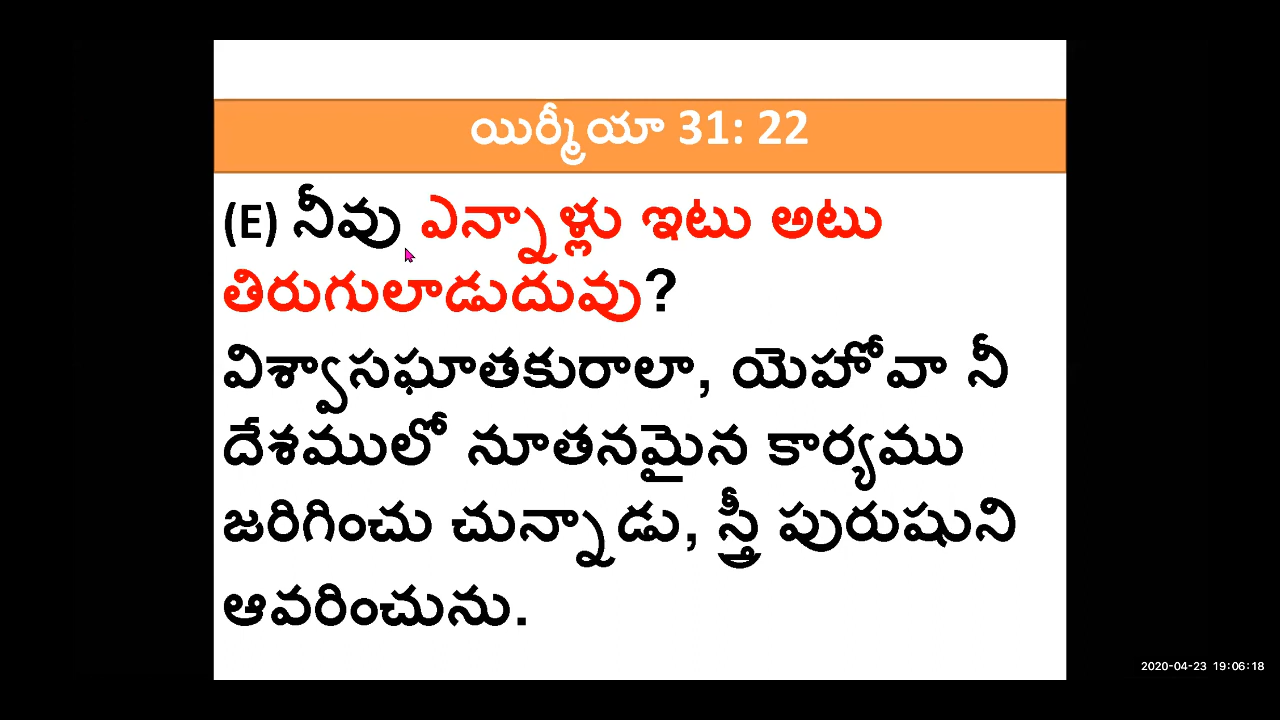 యిర్మీయా 31: 22
(E) నీవు ఎన్నాళ్లు ఇటు అటు
తిరుగులాడుదువు?
విశ్వాసఘాతకురాలా, యెహోవా నీ
దేశములో నూతనమైన కార్యము
జరిగించు చున్నాడు, స్త్రీ పురుషుని
ఆవరించును.
2020-04-23 19:06:18